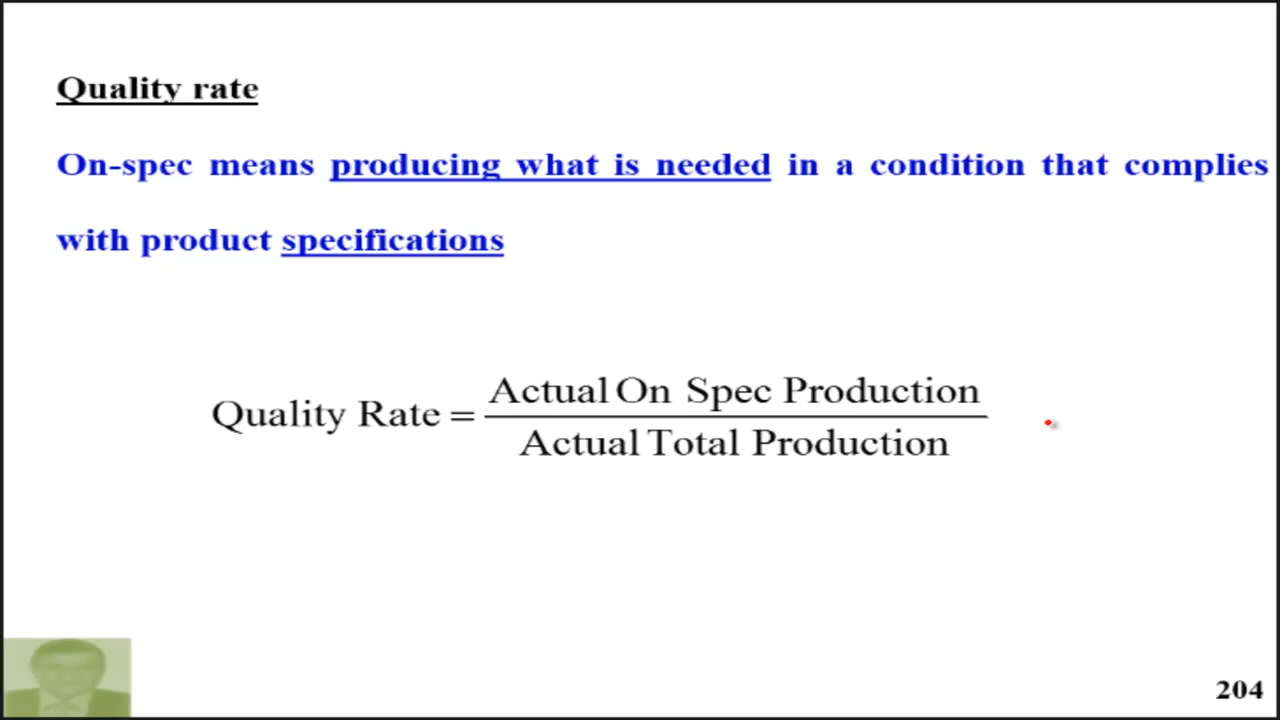 Quality rate
On-spec means producing what is needed in a condition that complies
with product specifications
Actual On Spec Production
Quality Rate =
Actual Total Production
204